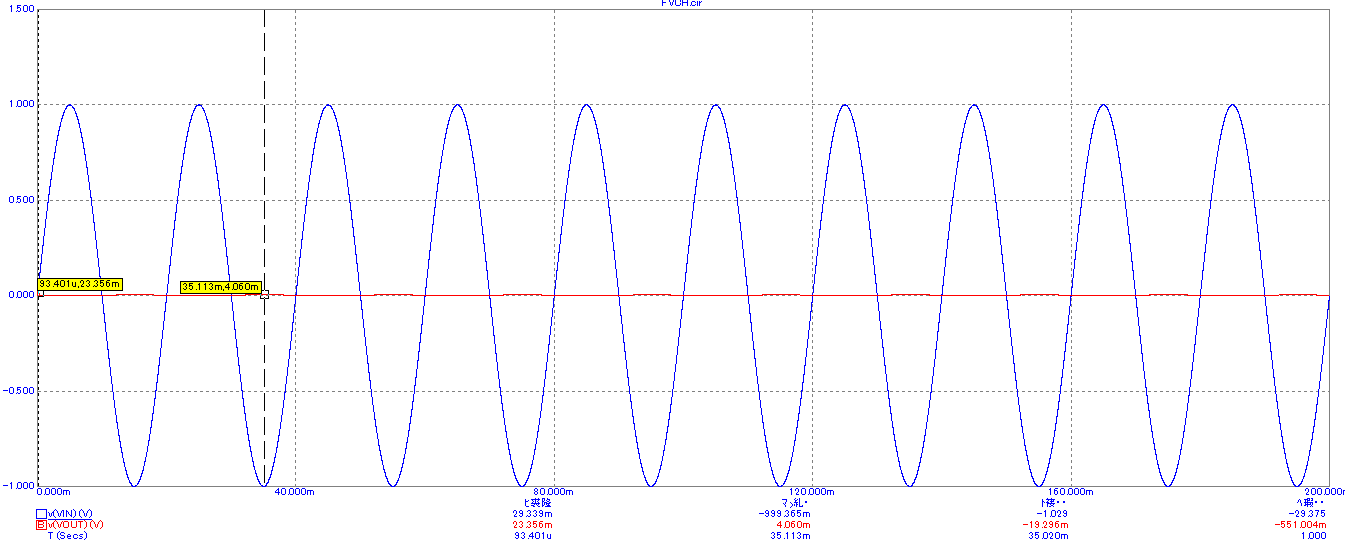 FVCH.cir
1.500
1.000
0.500
93.401u,23.356m
35.113m,4.060m
0.000
-0.500
-1.000
0.000m 40.000m 80.000m 120.000m 160.000m 200.000m
v(VIN) (V) 29.339m -999.365m -1.029 -29.375
B v(VOUT) (V) 23.356m 4.060m -19.296m -551.004m
T (Secs) 93.401u 35.113m 35.020m 1.000